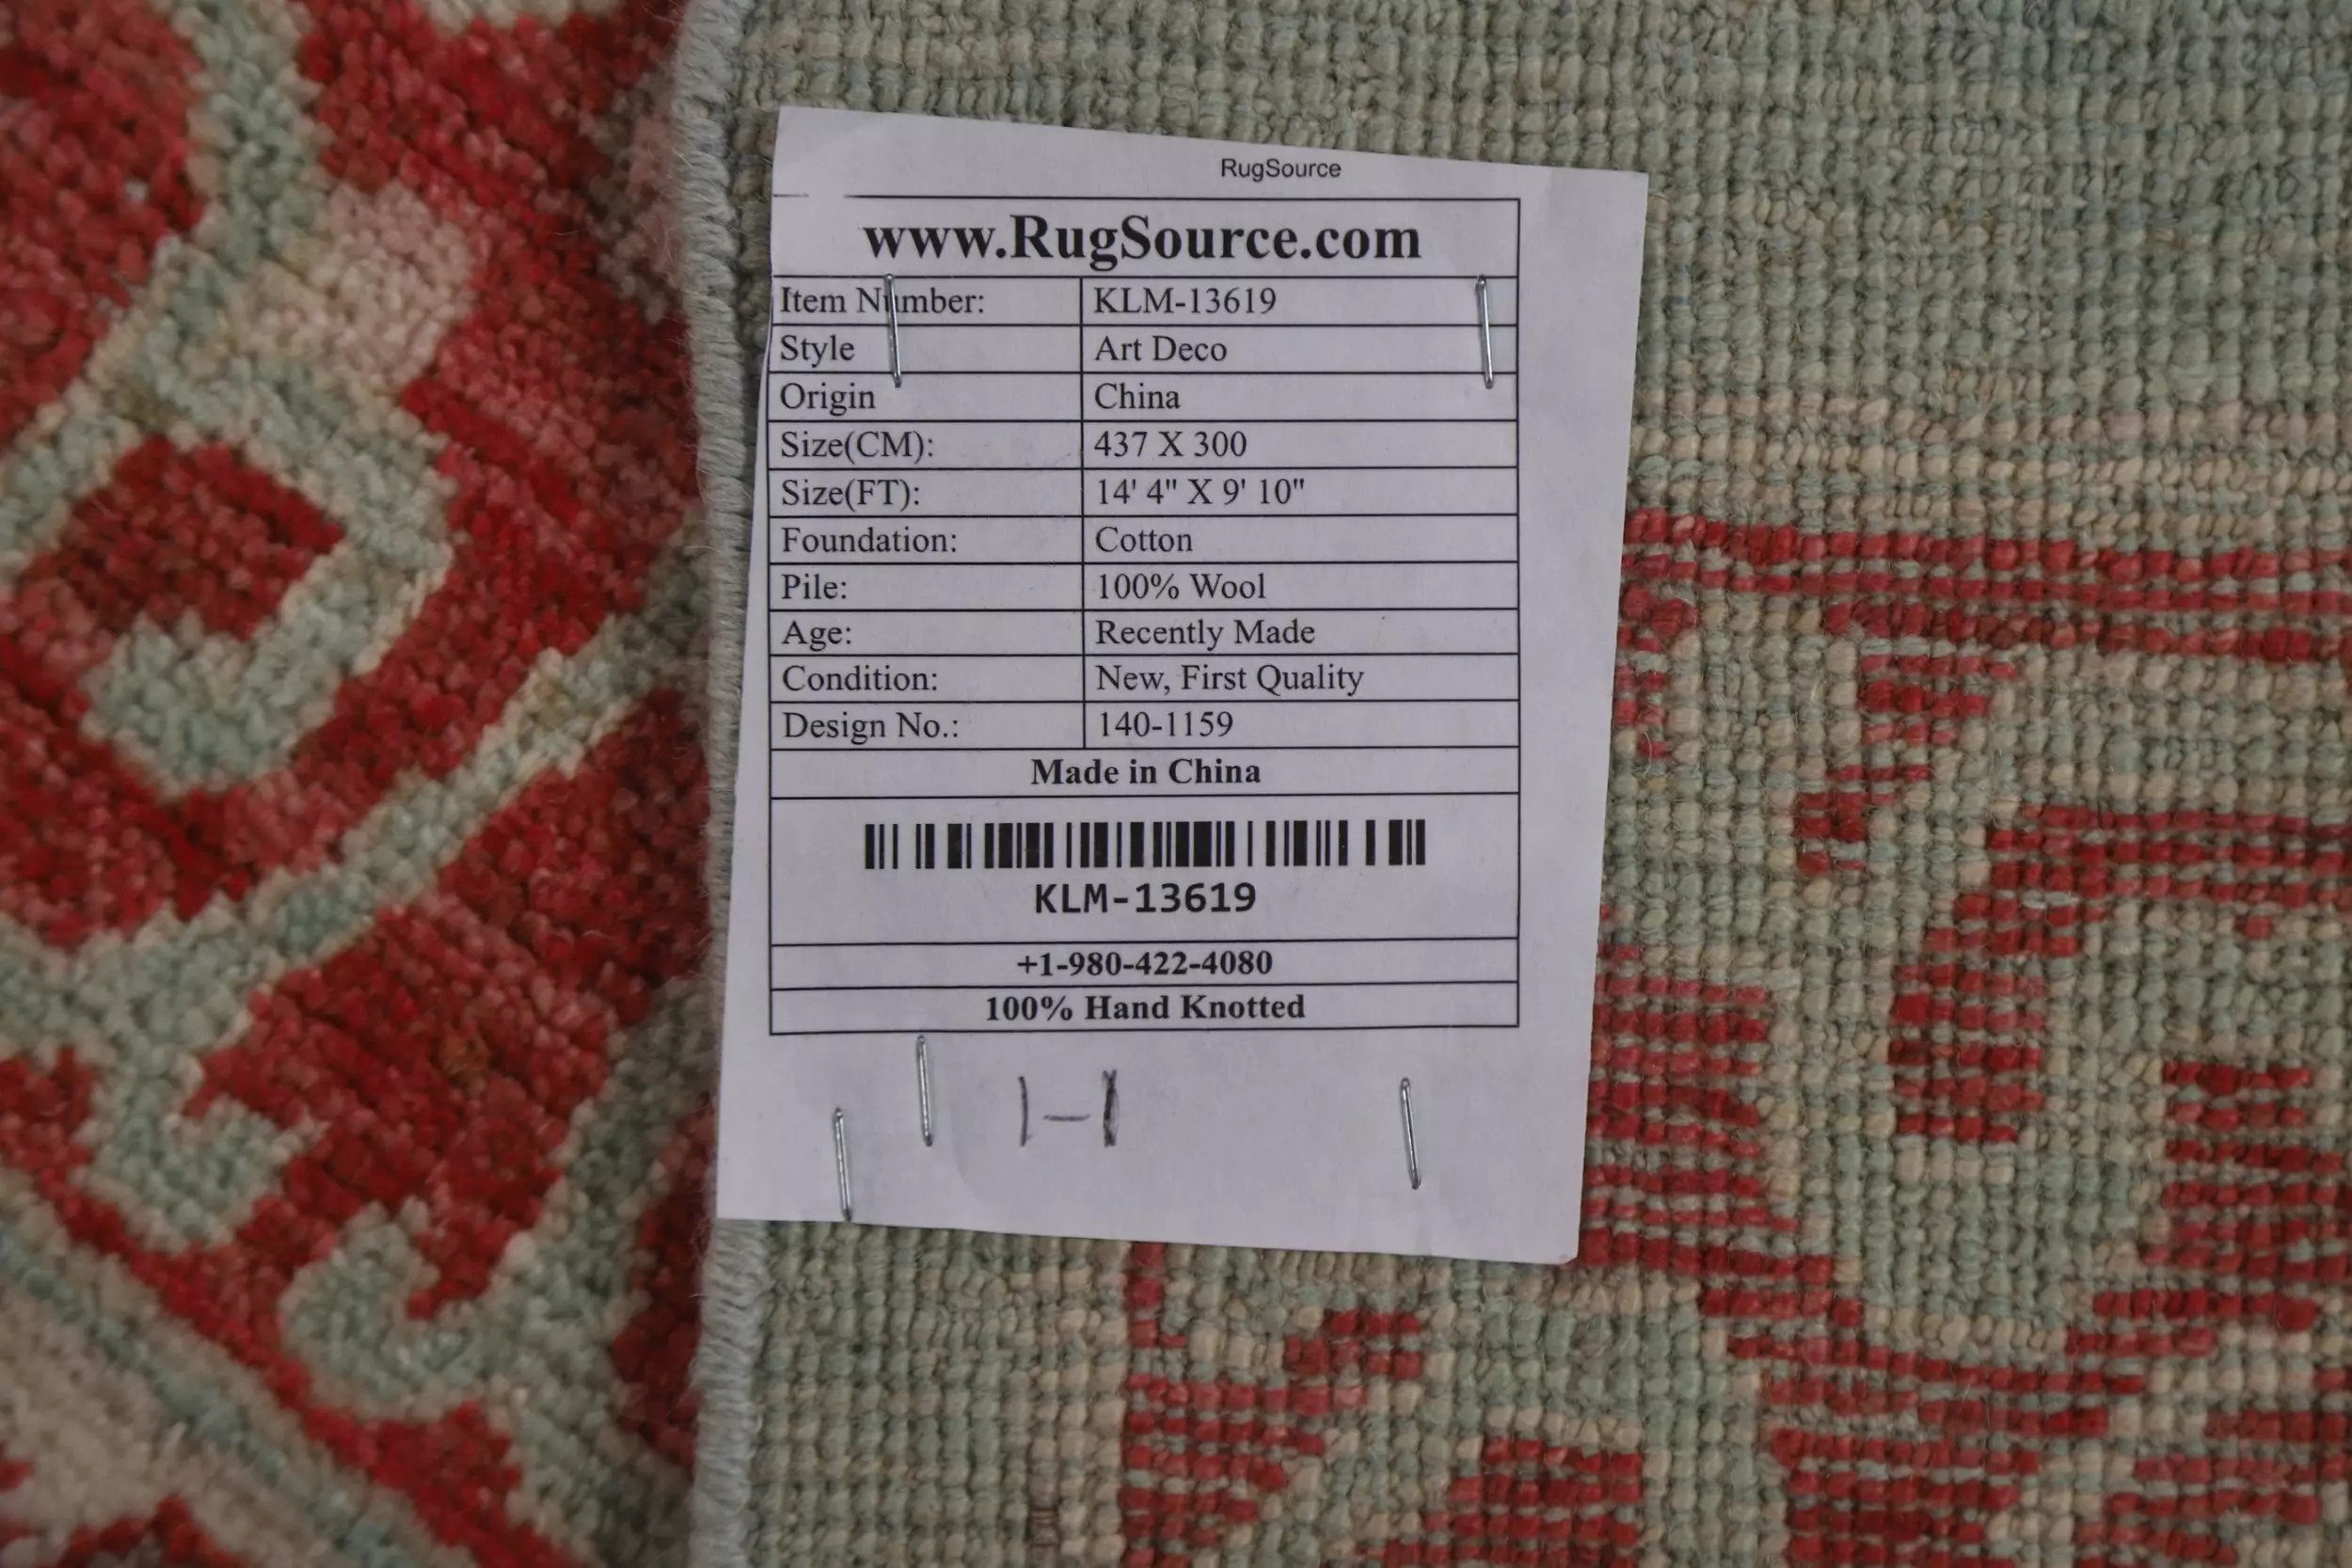 RugSource
www.RugSource.com
Item Number: KLM-13619
Style Art Deco
Origin China
Size(CM): 437 X 300
Size(FT): 14' 4" X 9' 10"
Foundation: Cotton
Pile: 100% Wool
Age: Recently Made
Condition: New, First Quality
Design No.: 140-1159
Made in China
KLM-13619
+1-980-422-4080
100% Hand Knotted
1-1